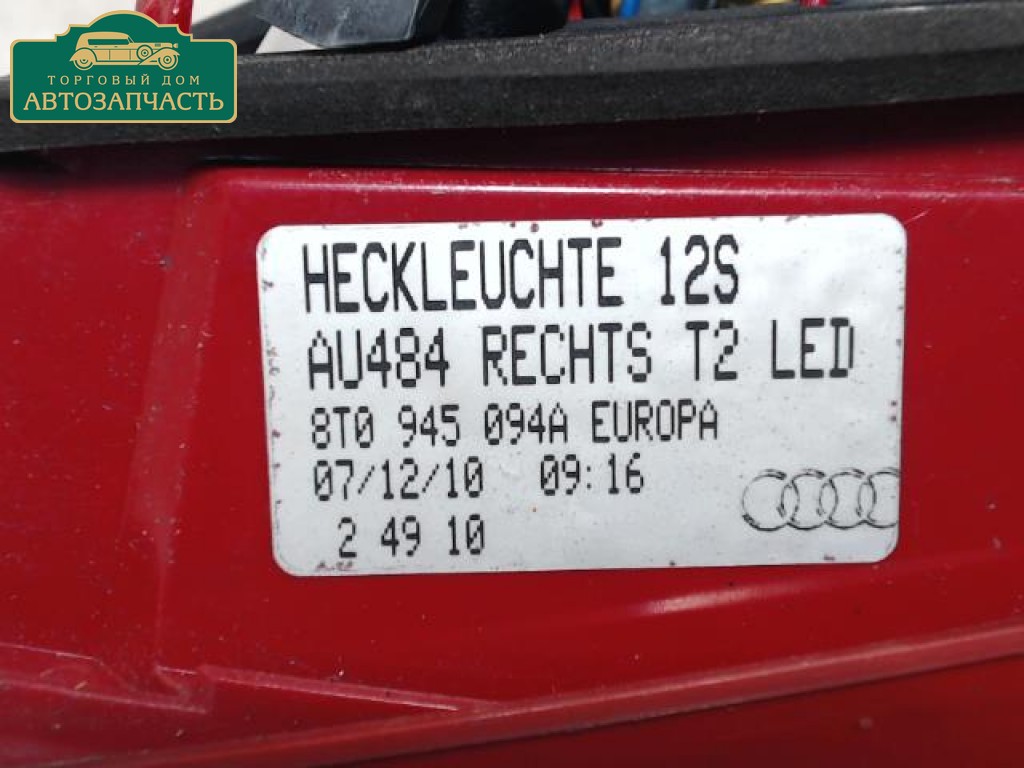 ТОРГОВЫЙ ДОМ
АВТОЗАПЧАСТЬ
HECKLEUCHTE 12S
AU484 RECHTS T2 LED
8T0 945 094A EUROPA
07/12/10 09:16
2 49 10